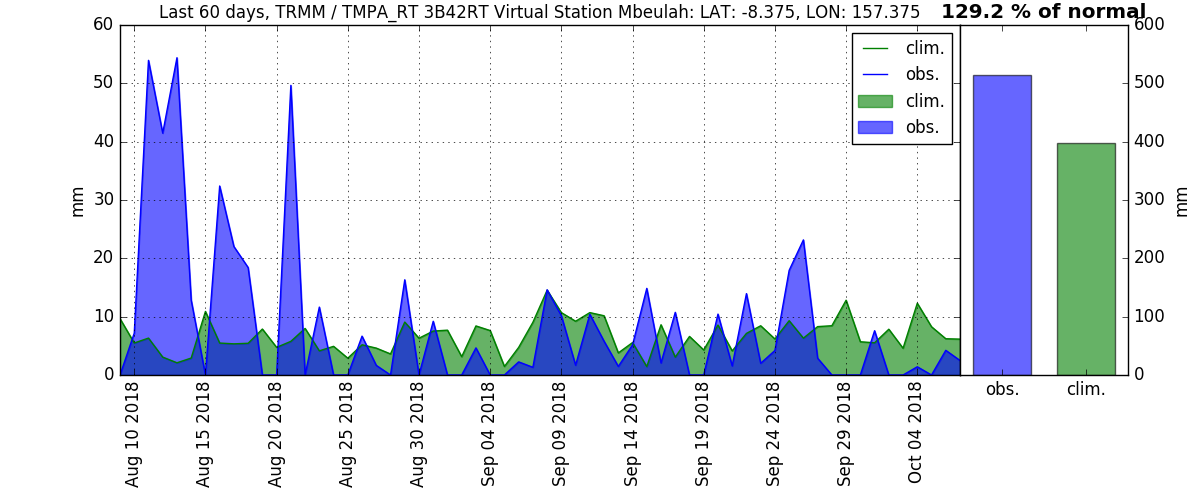 Last 60 days, TRMM / TMPA_RT 3B42RT Virtual Station Mbeulah: LAT: -8.375, LON: 157.375 129.2 % of normal
60
50
40
30
20
10
0
mm
clim.
obs.
clim.
obs.
600
500
400
300
200
100
0
mm
obs. clim.
Aug 10 2018
Aug 15 2018
Aug 20 2018
Aug 25 2018
Aug 30 2018
Sep 04 2018
Sep 09 2018
Sep 14 2018
Sep 19 2018
Sep 24 2018
Sep 29 2018
Oct 04 2018